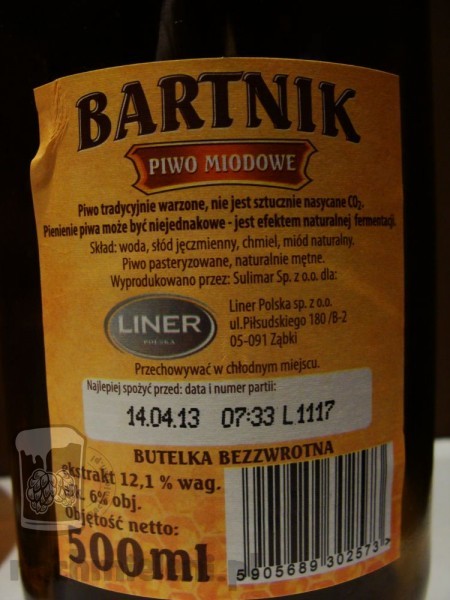 BARTNIK
PIWO MIODOWE
Piwo tradycyjnie warzone, nie jest sztucznie nasycane CO₂.
Pienienie piwa może być niejednakowe - jest efektem naturalnej fermentacji.
Skład: woda, słód jęczmienny, chmiel, miód naturalny.
Piwo pasteryzowane, naturalnie mętne.
Wyprodukowano przez: Sulimar Sp. z o.o. dla:
LINER
POLSKA
Liner Polska sp. z o.o.
ul.Piłsudskiego 180 /B-2
05-091 Ząbki
Przechowywać w chłodnym miejscu.
Najlepiej spożyć przed: data i numer partii:
14.04.13 07:33 L1117
BUTELKA BEZZWROTNA
ekstrakt 12,1 % wag.
alk. 6% obj.
objętość netto:
500ml
5 905689 302573